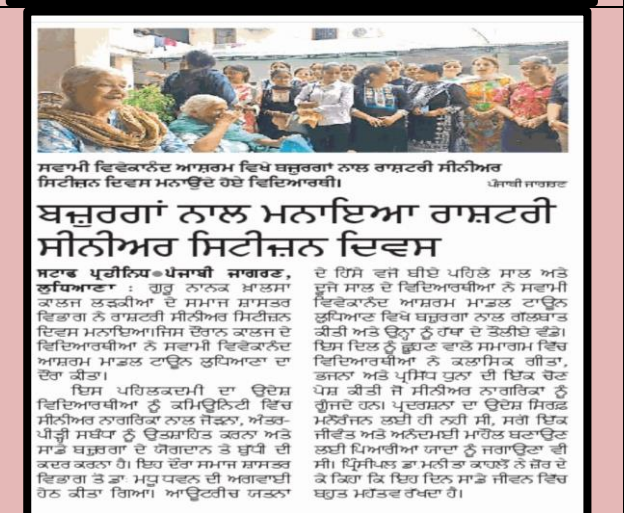 ਸਵਾਮੀ ਵਿਵੇਕਾਨੰਦ ਆਸ਼ਰਮ ਵਿਖੇ ਬਜ਼ੁਰਗਾਂ ਨਾਲ ਰਾਸ਼ਟਰੀ ਸੀਨੀਅਰ
ਸਿਟੀਜ਼ਨ ਦਿਵਸ ਮਨਾਉਂਦੇ ਹੋਏ ਵਿਦਿਆਰਥੀ।
ਪੰਜਾਬੀ ਜਾਗਰਣ
ਬਜ਼ੁਰਗਾਂ ਨਾਲ ਮਨਾਇਆ ਰਾਸ਼ਟਰੀ
ਸੀਨੀਅਰ ਸਿਟੀਜ਼ਨ ਦਿਵਸ
ਸਟਾਫ ਪ੍ਰਤੀਨਿਧ•ਪੰਜਾਬੀ ਜਾਗਰਣ,
ਲੁਧਿਆਣਾ : ਗੁਰੂ ਨਾਨਕ ਖ਼ਾਲਸਾ
ਕਾਲਜ ਲੜਕੀਆਂ ਦੇ ਸਮਾਜ ਸ਼ਾਸਤਰ
ਵਿਭਾਗ ਨੇ ਰਾਸ਼ਟਰੀ ਸੀਨੀਅਰ ਸਿਟੀਜ਼ਨ
ਦਿਵਸ ਮਨਾਇਆ।ਜਿਸ ਦੌਰਾਨ ਕਾਲਜ ਦੇ
ਵਿਦਿਆਰਥੀਆਂ ਨੇ ਸਵਾਮੀ ਵਿਵੇਕਾਨੰਦ
ਆਸ਼ਰਮ ਮਾਡਲ ਟਾਊਨ ਲੁਧਿਆਣਾ ਦਾ
ਦੌਰਾ ਕੀਤਾ।
ਇਸ ਪਹਿਲਕਦਮੀ ਦਾ ਉਦੇਸ਼
ਵਿਦਿਆਰਥੀਆਂ ਨੂੰ ਕਮਿਊਨਿਟੀ ਵਿੱਚ
ਸੀਨੀਅਰ ਨਾਗਰਿਕਾਂ ਨਾਲ ਜੋੜਨਾ, ਅੰਤਰ-
ਪੀੜ੍ਹੀ ਸਬੰਧਾਂ ਨੂੰ ਉਤਸ਼ਾਹਿਤ ਕਰਨਾ ਅਤੇ
ਸਾਡੇ ਬਜ਼ੁਰਗਾਂ ਦੇ ਯੋਗਦਾਨ ਤੇ ਬੁੱਧੀ ਦੀ
ਕਦਰ ਕਰਨਾ ਹੈ। ਇਹ ਦੌਰਾ ਸਮਾਜ ਸ਼ਾਸਤਰ
ਵਿਭਾਗ ਤੋਂ ਡਾ. ਮਧੂ ਧਵਨ ਦੀ ਅਗਵਾਈ
ਹੇਠ ਕੀਤਾ ਗਿਆ। ਆਊਟਰੀਚ ਯਤਨਾਂ
ਦੇ ਹਿੱਸੇ ਵਜੋਂ ਬੀਏ ਪਹਿਲੇ ਸਾਲ ਅਤੇ
ਦੂਜੇ ਸਾਲ ਦੇ ਵਿਦਿਆਰਥੀਆਂ ਨੇ ਸਵਾਮੀ
ਵਿਵੇਕਾਨੰਦ ਆਸ਼ਰਮ ਮਾਡਲ ਟਾਊਨ
ਲੁਧਿਆਣਾ ਵਿਖੇ ਬਜ਼ੁਰਗਾਂ ਨਾਲ ਗੱਲਬਾਤ
ਕੀਤੀ ਅਤੇ ਉਨ੍ਹਾਂ ਨੂੰ ਹੱਥਾਂ ਦੇ ਤੌਲੀਏ ਵੰਡੇ।
ਇਸ ਦਿਲ ਨੂੰ ਛੂਹਣ ਵਾਲੇ ਸਮਾਗਮ ਵਿੱਚ
ਵਿਦਿਆਰਥੀਆਂ ਨੇ ਕਲਾਸਿਕ ਗੀਤਾਂ,
ਭਜਨਾਂ ਅਤੇ ਪ੍ਰਸਿੱਧ ਧੁਨਾਂ ਦੀ ਇੱਕ ਚੋਣ
ਪੇਸ਼ ਕੀਤੀ ਜੋ ਸੀਨੀਅਰ ਨਾਗਰਿਕਾਂ ਨੂੰ
ਗੂੰਜਦੇ ਹਨ। ਪ੍ਰਦਰਸ਼ਨਾਂ ਦਾ ਉਦੇਸ਼ ਸਿਰਫ਼
ਮਨੋਰੰਜਨ ਲਈ ਹੀ ਨਹੀਂ ਸੀ, ਸਗੋਂ ਇੱਕ
ਜੀਵੰਤ ਅਤੇ ਅਨੰਦਮਈ ਮਾਹੌਲ ਬਣਾਉਣ
ਲਈ ਪਿਆਰੀਆਂ ਯਾਦਾਂ ਨੂੰ ਜਗਾਉਣਾ ਵੀ
ਸੀ। ਪ੍ਰਿੰਸੀਪਲ ਡਾ.ਮਨੀਤਾ ਕਾਹਲੋਂ ਨੇ ਜ਼ੋਰ ਦੇ
ਕੇ ਕਿਹਾ ਕਿ ਇਹ ਦਿਨ ਸਾਡੇ ਜੀਵਨ ਵਿੱਚ
ਬਹੁਤ ਮਹੱਤਵ ਰੱਖਦਾ ਹੈ।